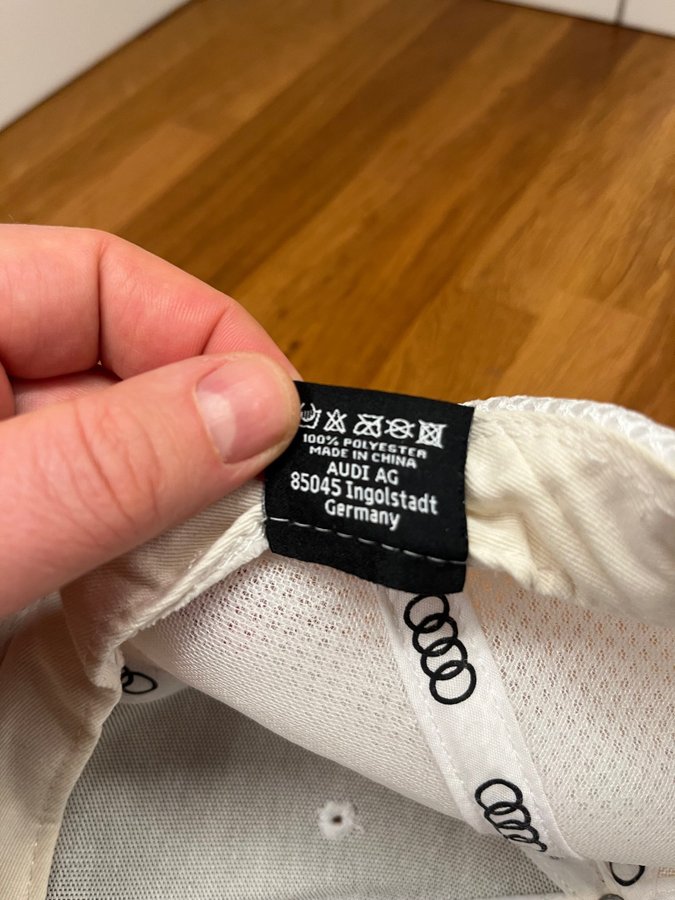 100% POLYESTER
MADE IN CHINA
AUDI AG
85045 Ingolstadt
Germany